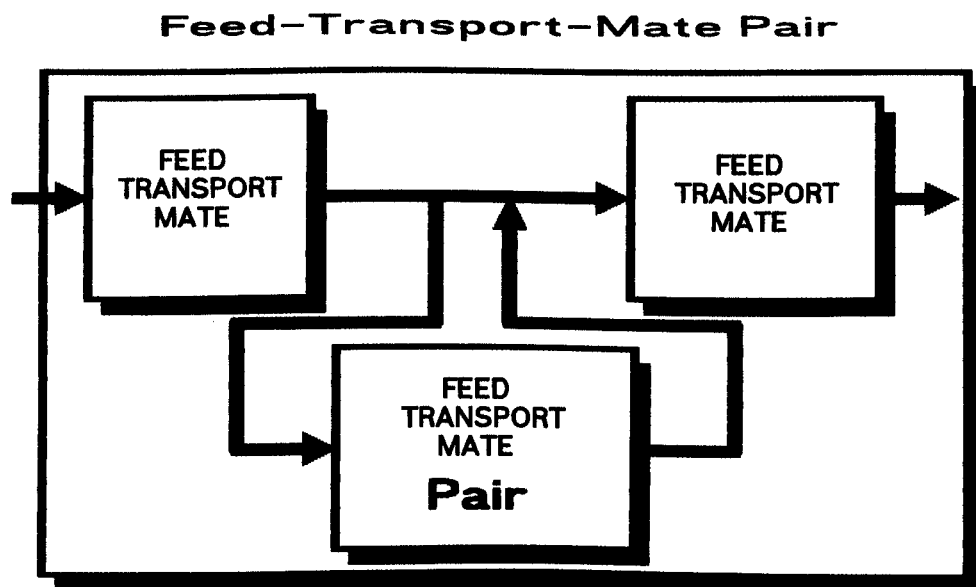 Feed-Transport-Mate Pair
FEED
TRANSPORT
MATE
FEED
TRANSPORT
MATE
FEED
TRANSPORT
MATE
Pair